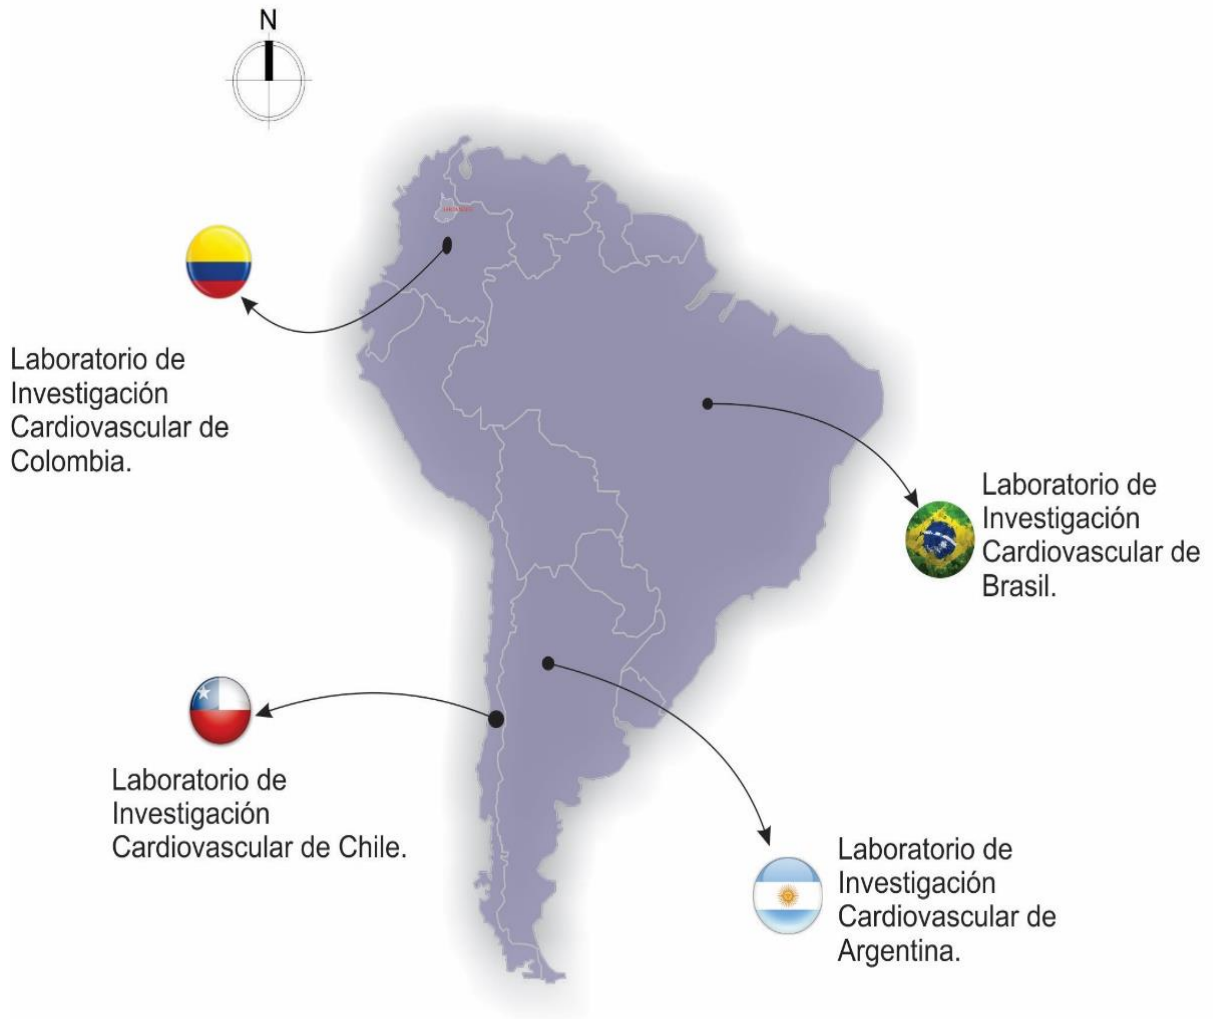 N
Laboratorio de
Investigación
Cardiovascular de
Colombia.
Laboratorio de
Investigación
Cardiovascular de
Brasil.
Laboratorio de
Investigación
Cardiovascular de Chile.
Laboratorio de
Investigación
Cardiovascular de
Argentina.